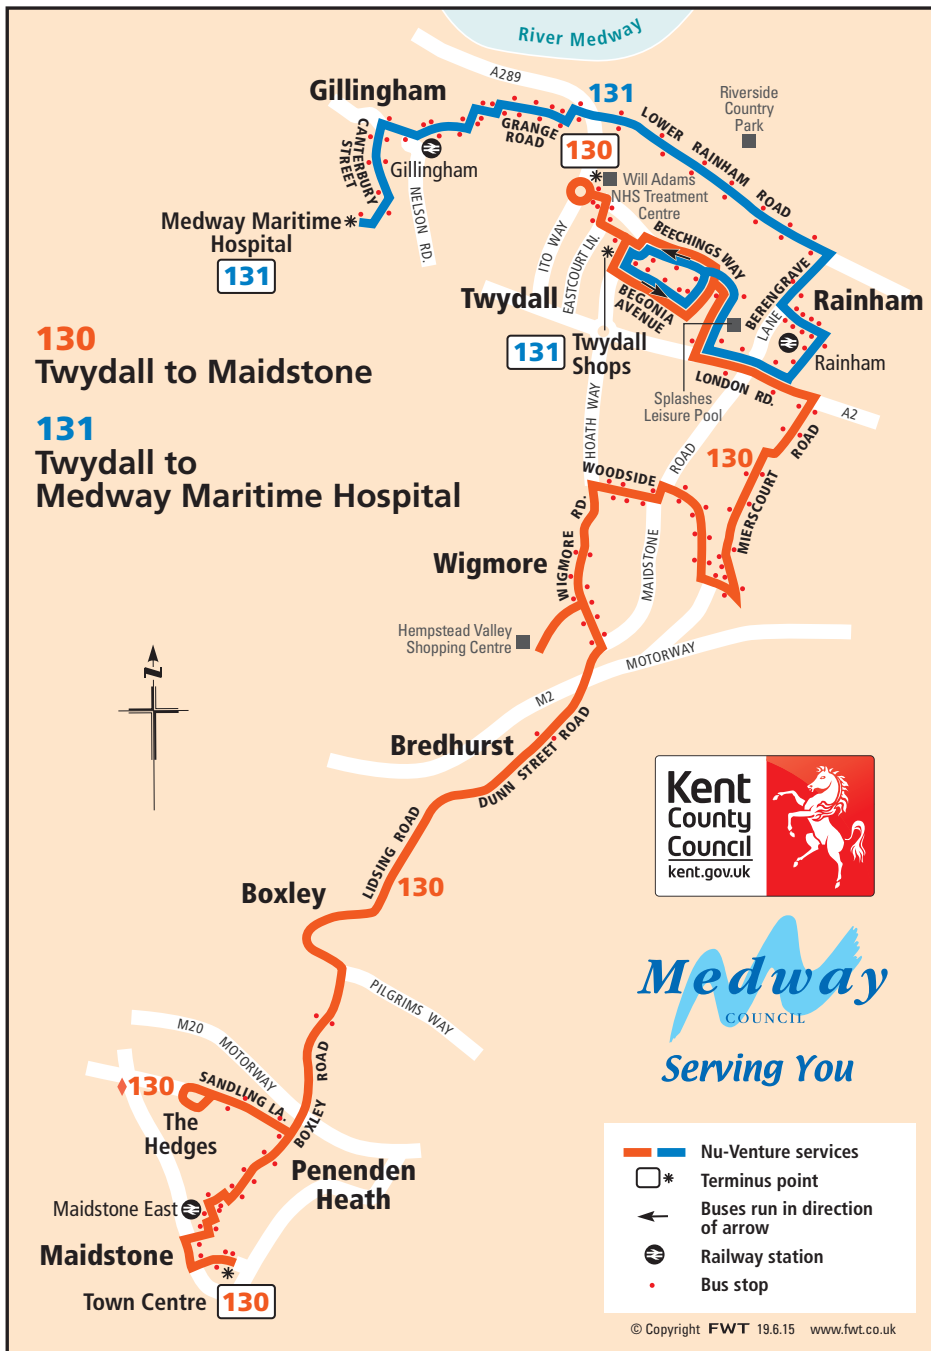 River Medway
A289
Gillingham
131
Riverside
Country
Park
GRANGE
ROAD
LOWER RAINHAM ROAD
CANTERBURY
STREET
130
Gillingham
Will Adams
NHS Treatment
Centre
NELSON RD.
Medway Maritime
Hospital
131
ITO WAY
EASTCOURT LN.
BEECHINGS WAY
BERENGRAVE
LANE
Twydall
BEGONIA
AVENUE
Rainham
130
Twydall to Maidstone
131
Twydall
Shops
Rainham
Splashes
Leisure Pool
LONDON RD.
A2
131
Twydall to
Medway Maritime Hospital
HOATH WAY
WOODSIDE
MAIDSTONE ROAD
130
MIERSCOURT ROAD
WIGMORE RD.
Wigmore
Hempstead Valley
Shopping Centre
M2
MOTORWAY
Bredhurst
DUNN STREET ROAD
Kent
County
Council
kent.gov.uk
LIDSING ROAD
130
Boxley
Medway
COUNCIL
Serving You
PILGRIMS WAY
M20
MOTORWAY
130
SANDLING LA.
BOXLEY ROAD
The
Hedges
Penenden
Heath
Maidstone East
Maidstone
Town Centre
130
Nu-Venture services
Terminus point
Buses run in direction
of arrow
Railway station
Bus stop
© Copyright FWT 19.6.15 www.fwt.co.uk